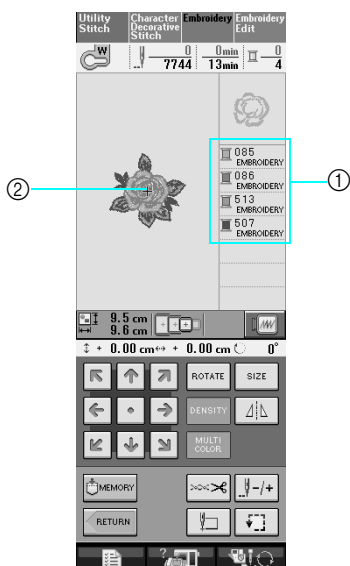 Utility Stitch
Character Decorative Stitch
Embroidery
Embroidery Edit
W
0
7744
0min
13min
0
4
085
EMBROIDERY
086
EMBROIDERY
513
EMBROIDERY
507
EMBROIDERY
①
②
9.5 cm
9.6 cm
+ 0.00 cm + 0.00 cm 0°
ROTATE
SIZE
DENSITY
MULTI COLOR
MEMORY
-/+
RETURN
?